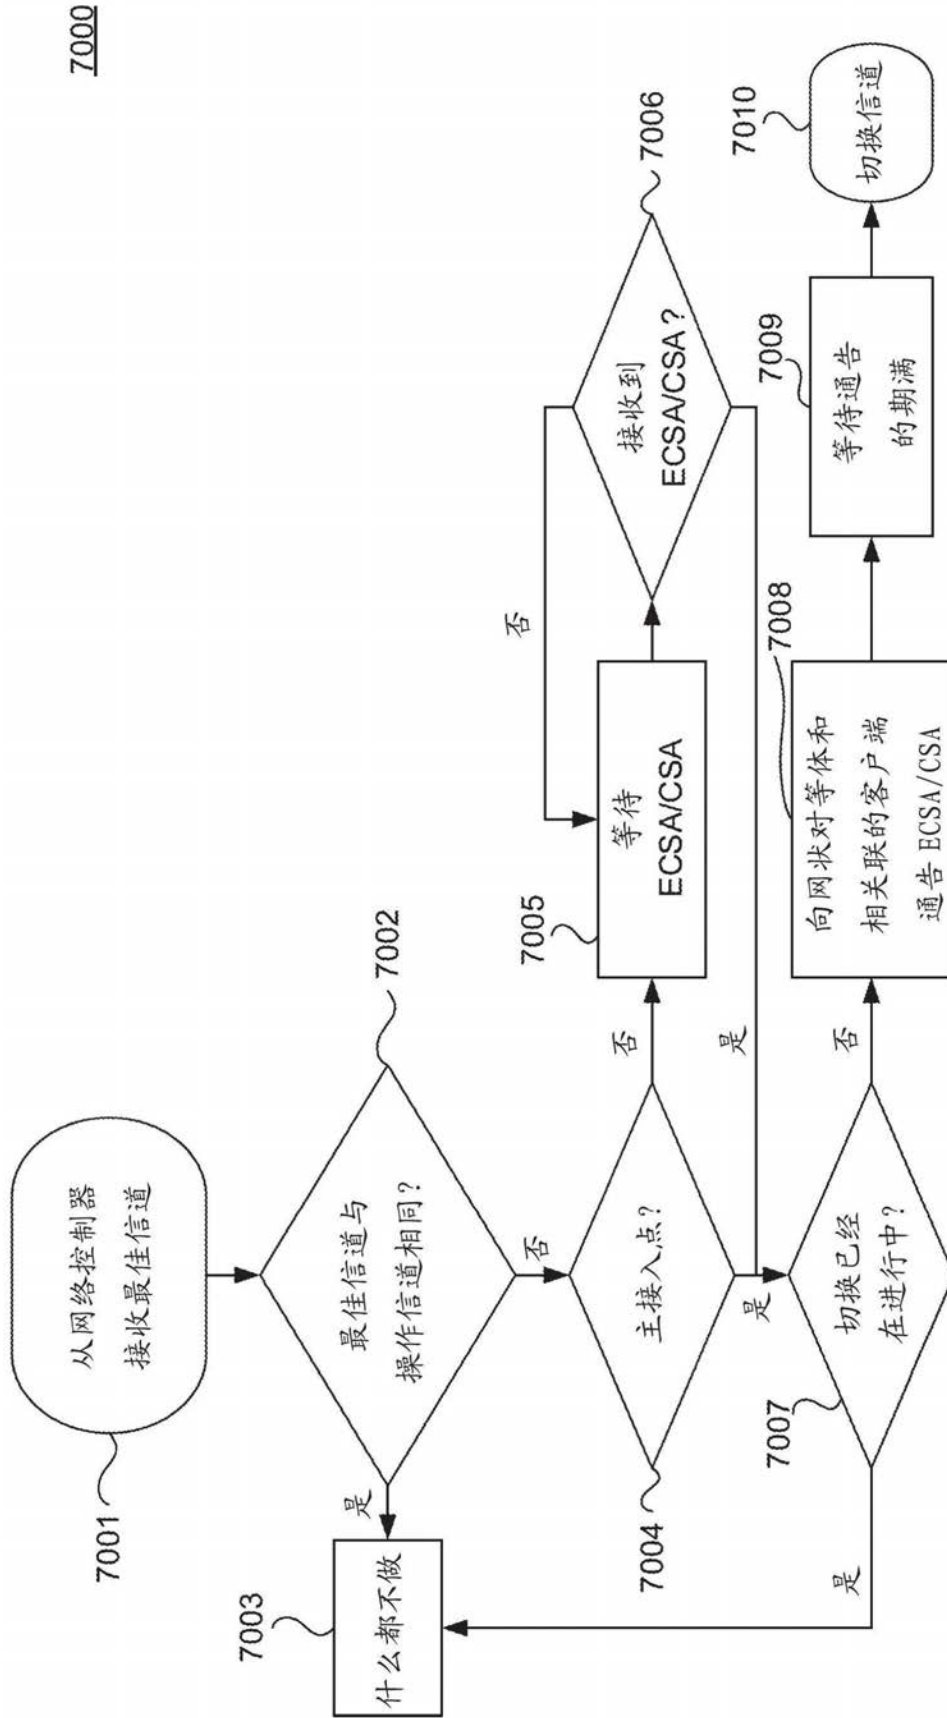 7000
从网络控制器
接收最佳信道
7001
最佳信道与
操作信道相同？
7002
是
什么都不做
7003
否
主接入点？
7004
否
等待
ECSA/CSA
7005
接收到
ECSA/CSA？
7006
否
是
是
切换已经
在进行中？
7007
是
否
向网状对等体和
相关联的客户端
通告 ECSA/CSA
7008
等待通告
的期满
7009
切换信道
7010